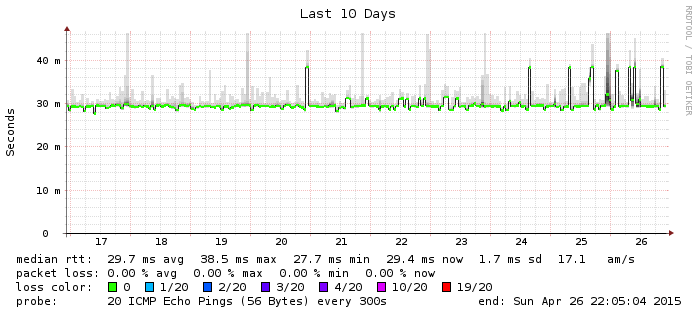 Last 10 Days
RRDTOOL / TOBI OETIKER
Seconds
40 m
30 m
20 m
10 m
0
17 18 19 20 21 22 23 24 25 26
median rtt: 29.7 ms avg 38.5 ms max 27.7 ms min 29.4 ms now 1.7 ms sd 17.1 am/s
packet loss: 0.00 % avg 0.00 % max 0.00 % min 0.00 % now
loss color: 0 1/20 2/20 3/20 4/20 10/20 19/20
probe: 20 ICMP Echo Pings (56 Bytes) every 300s end: Sun Apr 26 22:05:04 2015